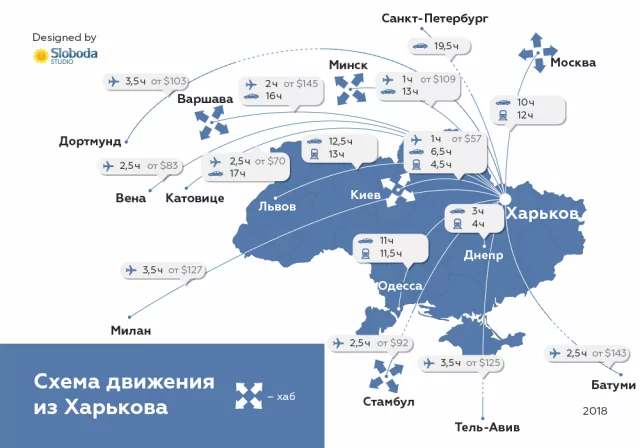 Designed by
Sloboda
STUDIO
Санкт-Петербург
19,5ч
Москва
10ч
12ч
Минск
1ч от $109
13ч
2ч от $145
16ч
Варшава
3,5ч от $103
Дортмунд
2,5ч от $83
Вена
2,5ч от $70
17ч
Катовице
12,5ч
13ч
Львов
1ч от $57
6,5ч
4,5ч
Киев
Харьков
3ч
4ч
Днепр
11ч
11,5ч
Одесса
3,5ч от $127
Милан
2,5ч от $92
Стамбул
3,5ч от $125
Тель-Авив
2,5ч от $143
Батуми
Схема движения
из Харькова
– хаб
2018